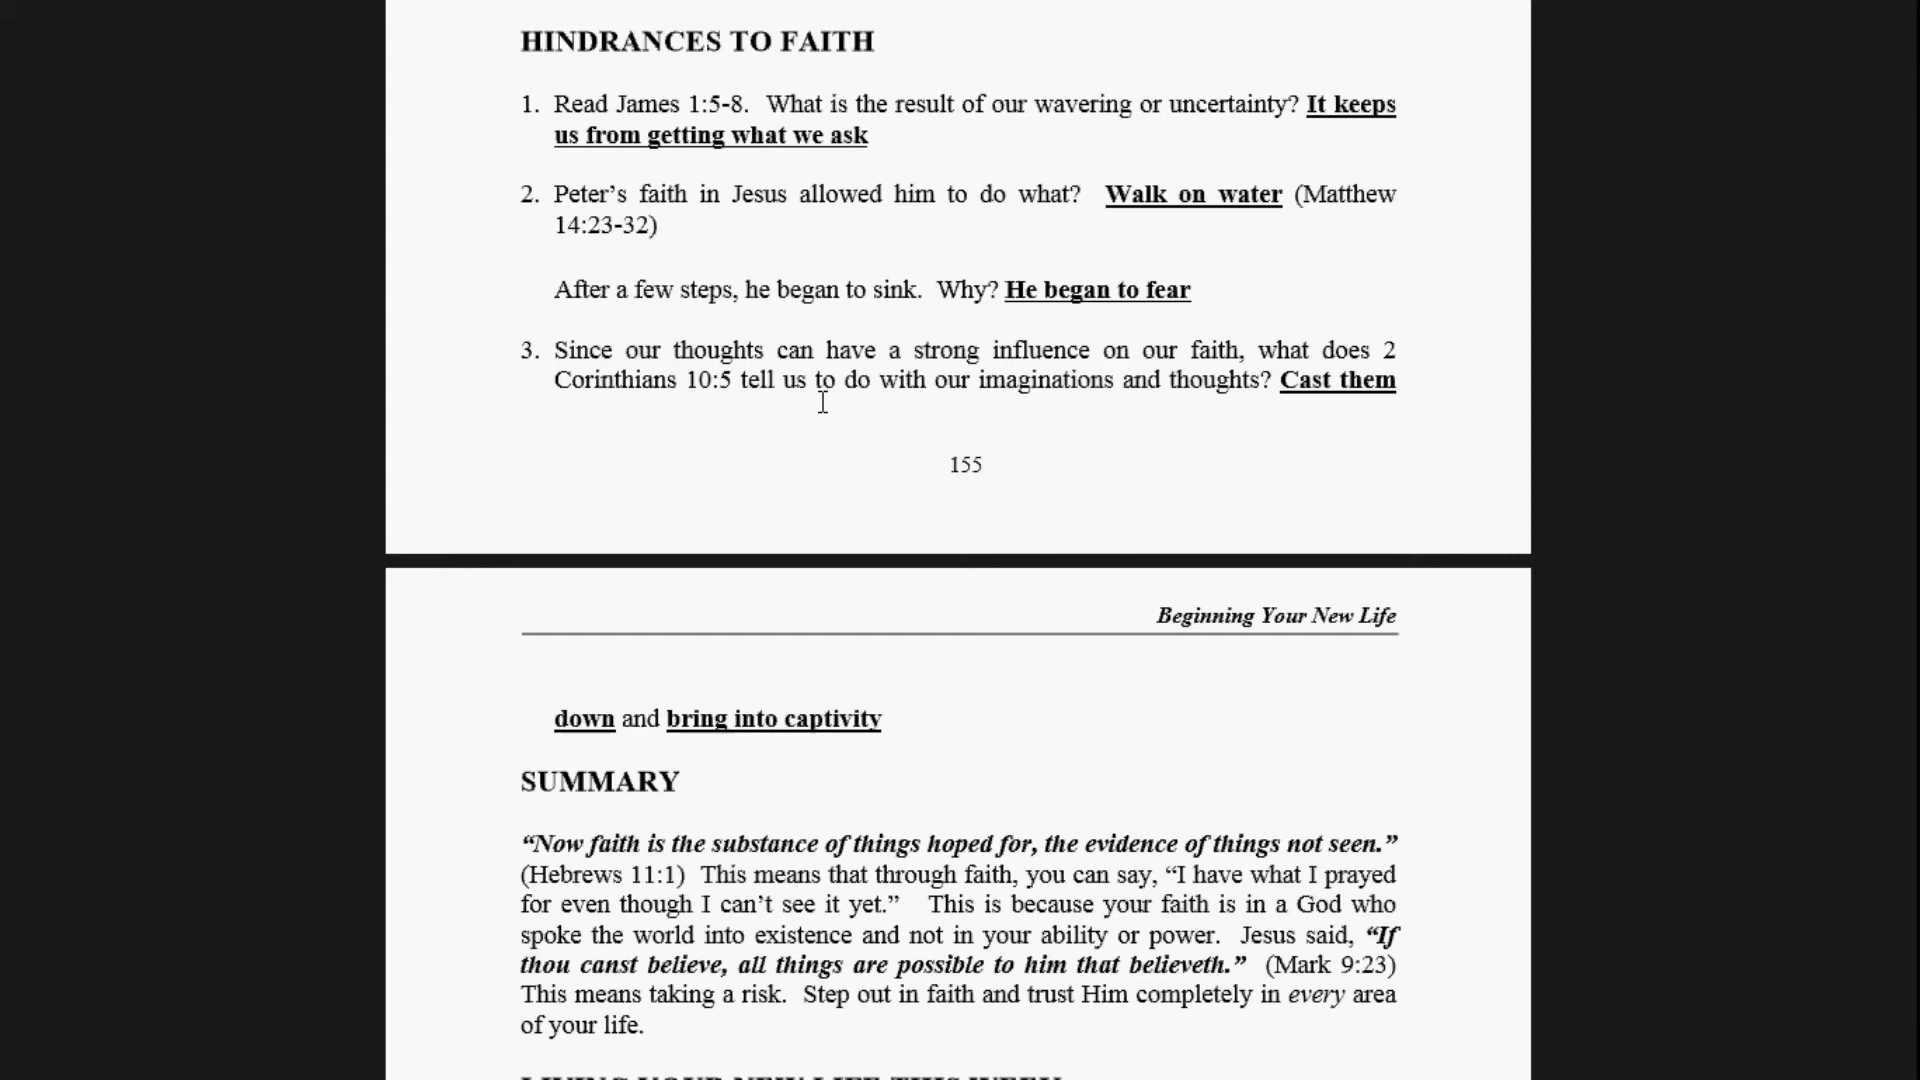 HINDRANCES TO FAITH
1. Read James 1:5-8. What is the result of our wavering or uncertainty? It keeps
us from getting what we ask
2. Peter’s faith in Jesus allowed him to do what? Walk on water (Matthew
14:23-32)
After a few steps, he began to sink. Why? He began to fear
3. Since our thoughts can have a strong influence on our faith, what does 2
Corinthians 10:5 tell us to do with our imaginations and thoughts? Cast them
155
Beginning Your New Life
down and bring into captivity
SUMMARY
“Now faith is the substance of things hoped for, the evidence of things not seen.”
(Hebrews 11:1) This means that through faith, you can say, “I have what I prayed
for even though I can’t see it yet.” This is because your faith is in a God who
spoke the world into existence and not in your ability or power. Jesus said, “If
thou canst believe, all things are possible to him that believeth.” (Mark 9:23)
This means taking a risk. Step out in faith and trust Him completely in every area
of your life.
LIVING YOUR NEW LIFE THIS WEEK